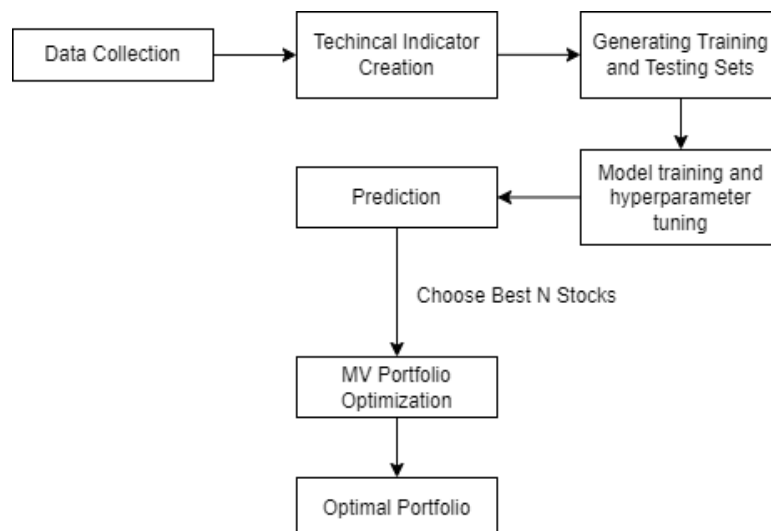 Data Collection
Techincal Indicator
Creation
Generating Training
and Testing Sets
Model training and
hyperparameter
tuning
Prediction
Choose Best N Stocks
MV Portfolio
Optimization
Optimal Portfolio